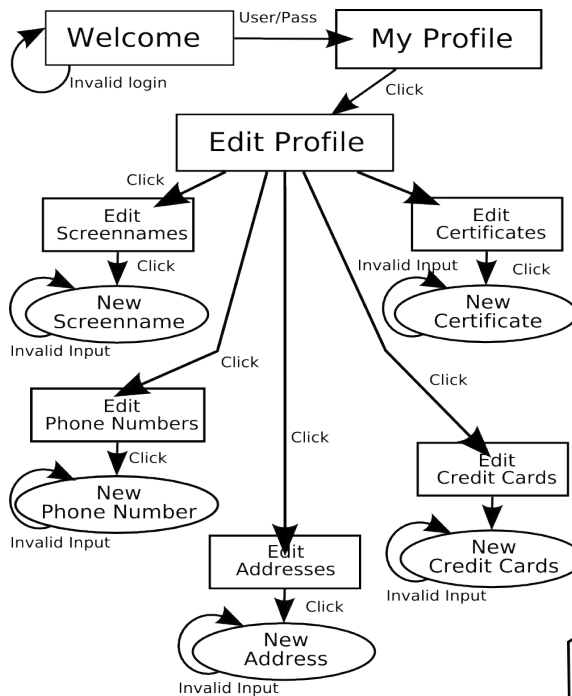 User/Pass
Welcome
My Profile
Invalid login
Click
Edit Profile
Click
Edit
Screennames
Edit
Certificates
Click
Invalid Input
Click
New
Screenname
New
Certificate
Invalid Input
Invalid Input
Click
Click
Edit
Phone Numbers
Click
Click
Edit
Credit Cards
New
Phone Number
Invalid Input
Edit
Addresses
New
Credit Cards
Invalid Input
Click
New
Address
Invalid Input